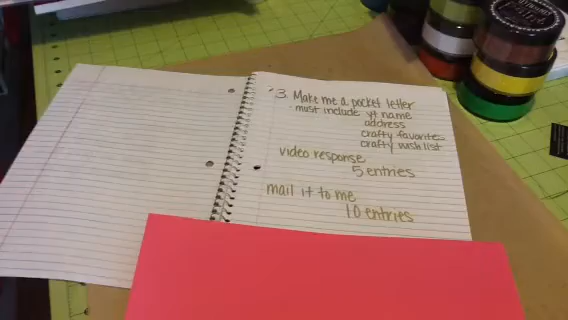 3. Make me a pocket letter
· must include yt name
address
crafty favorites
crafty wish list
video response
5 entries
mail it to me
10 entries